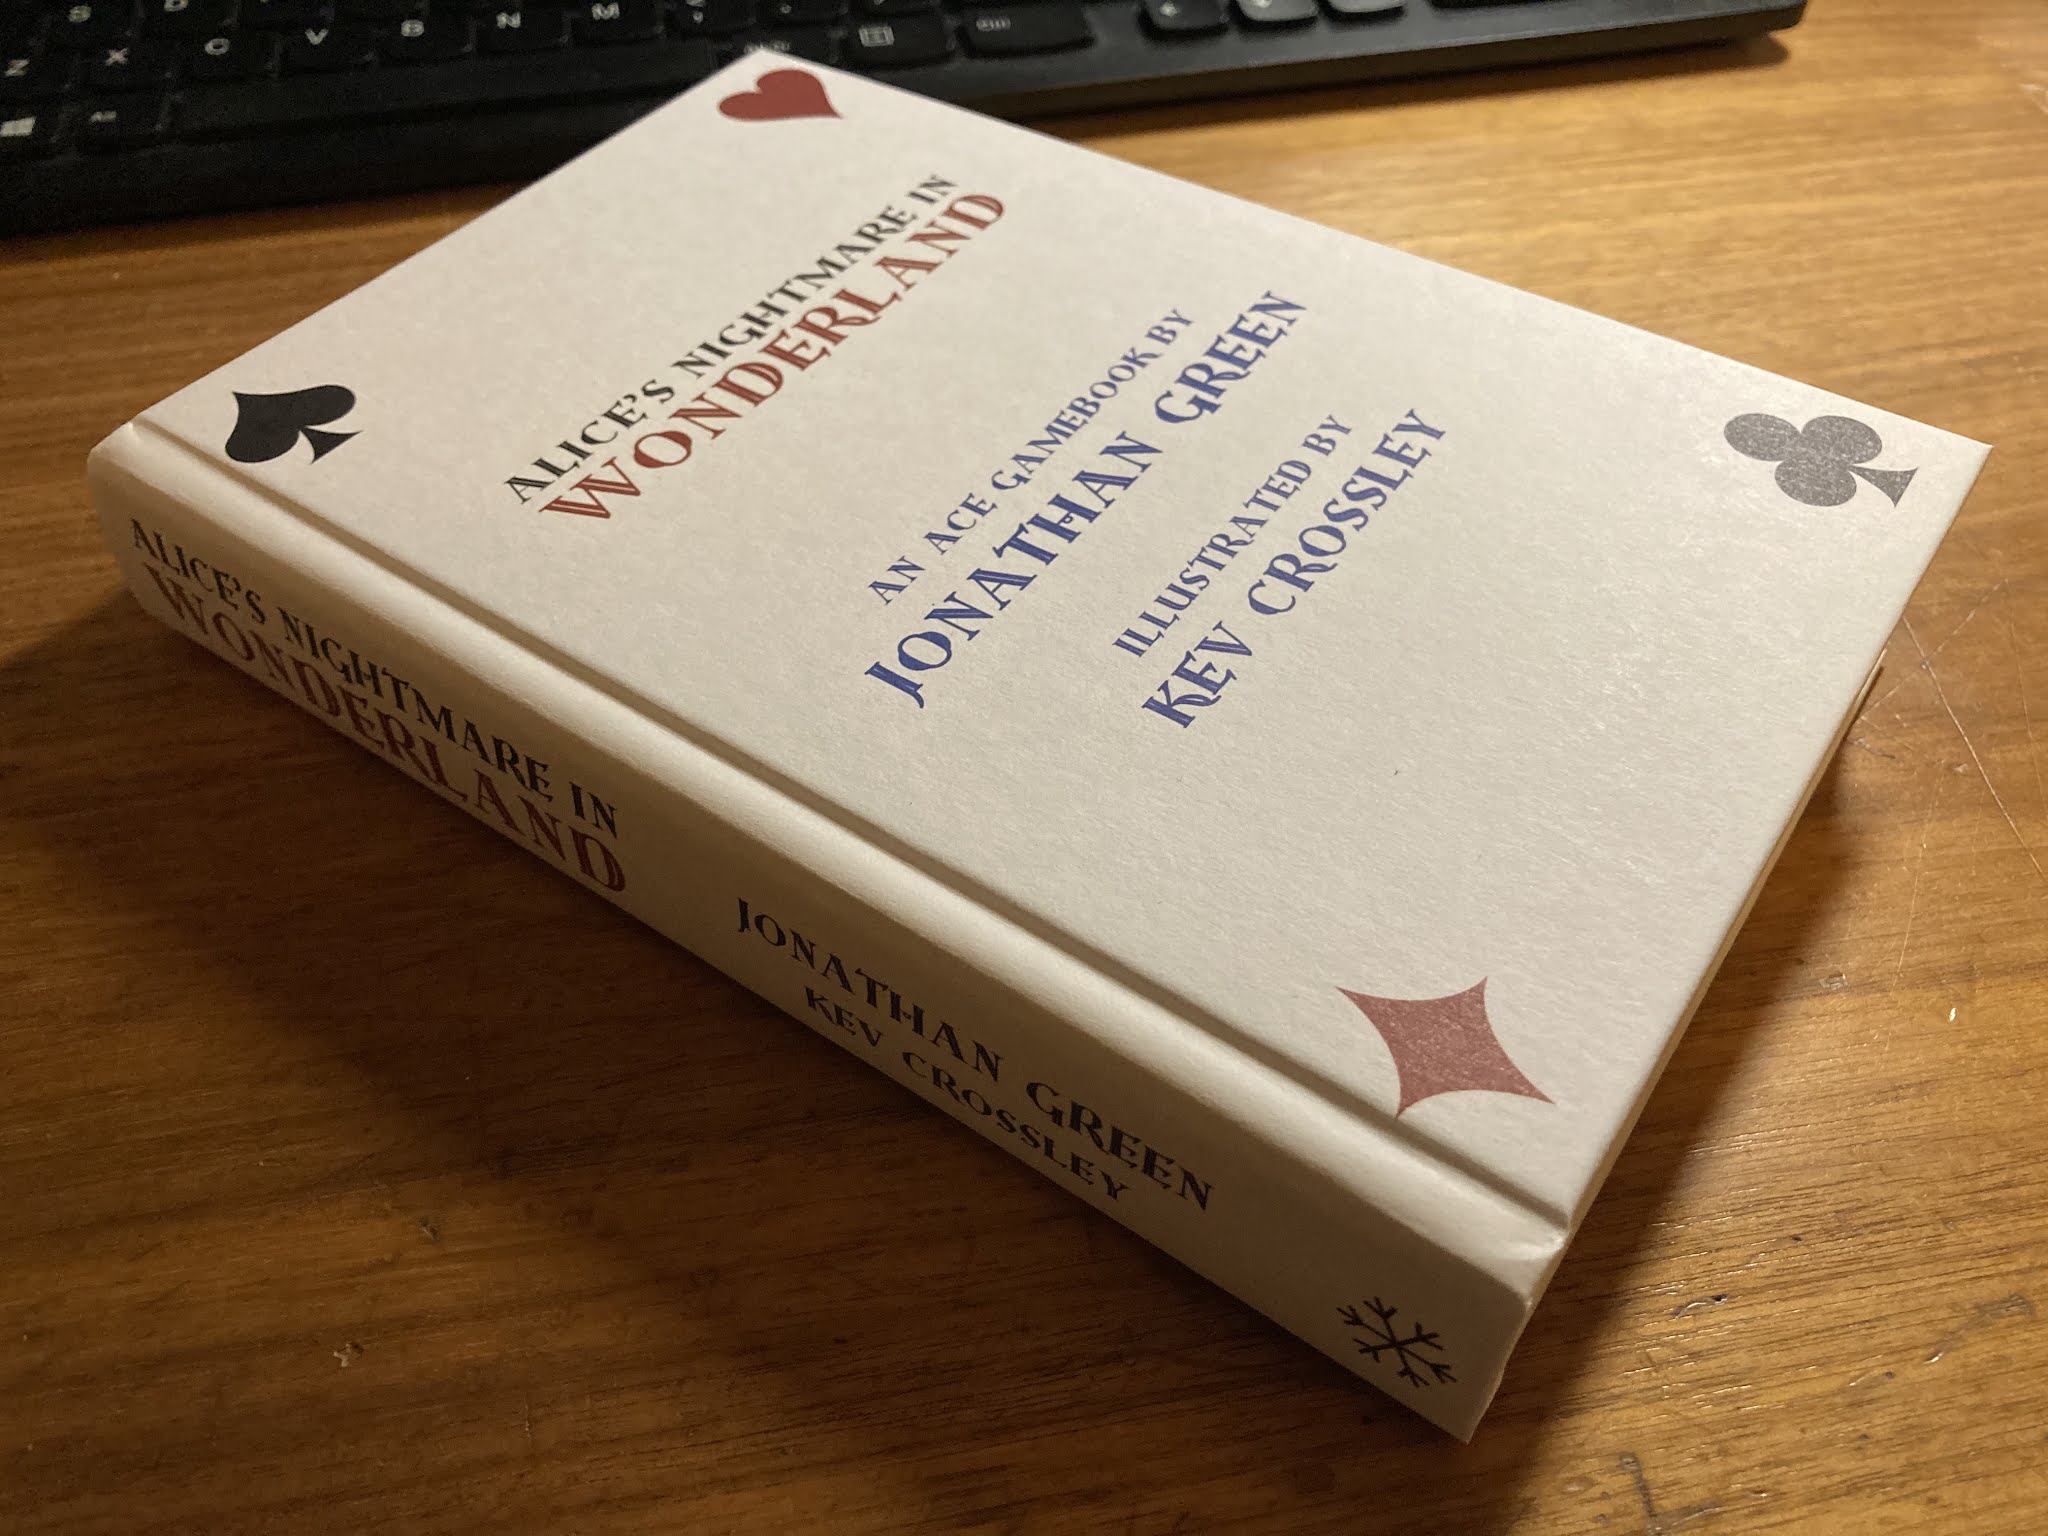 Z X C V B N M
ALICE'S NIGHTMARE IN
WONDERLAND
AN ACE GAMEBOOK BY
JONATHAN GREEN
ILLUSTRATED BY
KEV CROSSLEY
ALICE'S NIGHTMARE IN
WONDERLAND
JONATHAN GREEN
KEV CROSSLEY